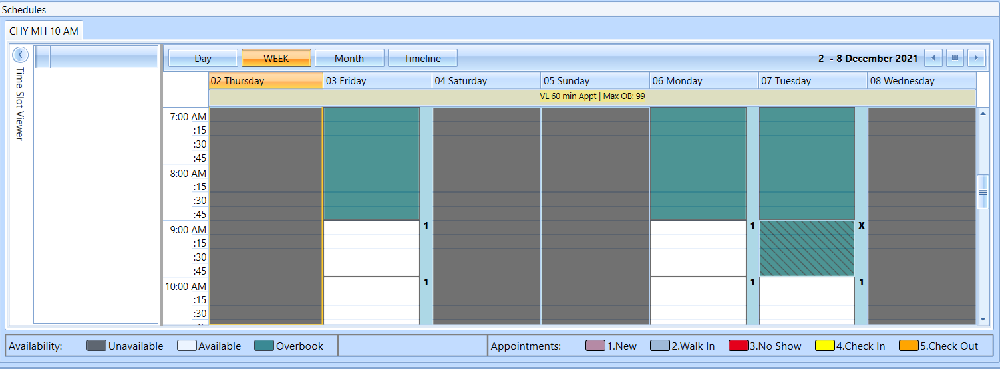 Schedules
CHY MH 10 AM
Time Slot Viewer
Day WEEK Month Timeline 2 - 8 December 2021
02 Thursday 03 Friday 04 Saturday 05 Sunday 06 Monday 07 Tuesday 08 Wednesday
VL 60 min Appt | Max OB: 99
7:00 AM
:15
:30
:45
8:00 AM
:15
:30
:45
9:00 AM 1 1 X
:15
:30
:45
10:00 AM 1 1 1
:15
:30
:45
Availability: Unavailable Available Overbook Appointments: 1.New 2.Walk In 3.No Show 4.Check In 5.Check Out